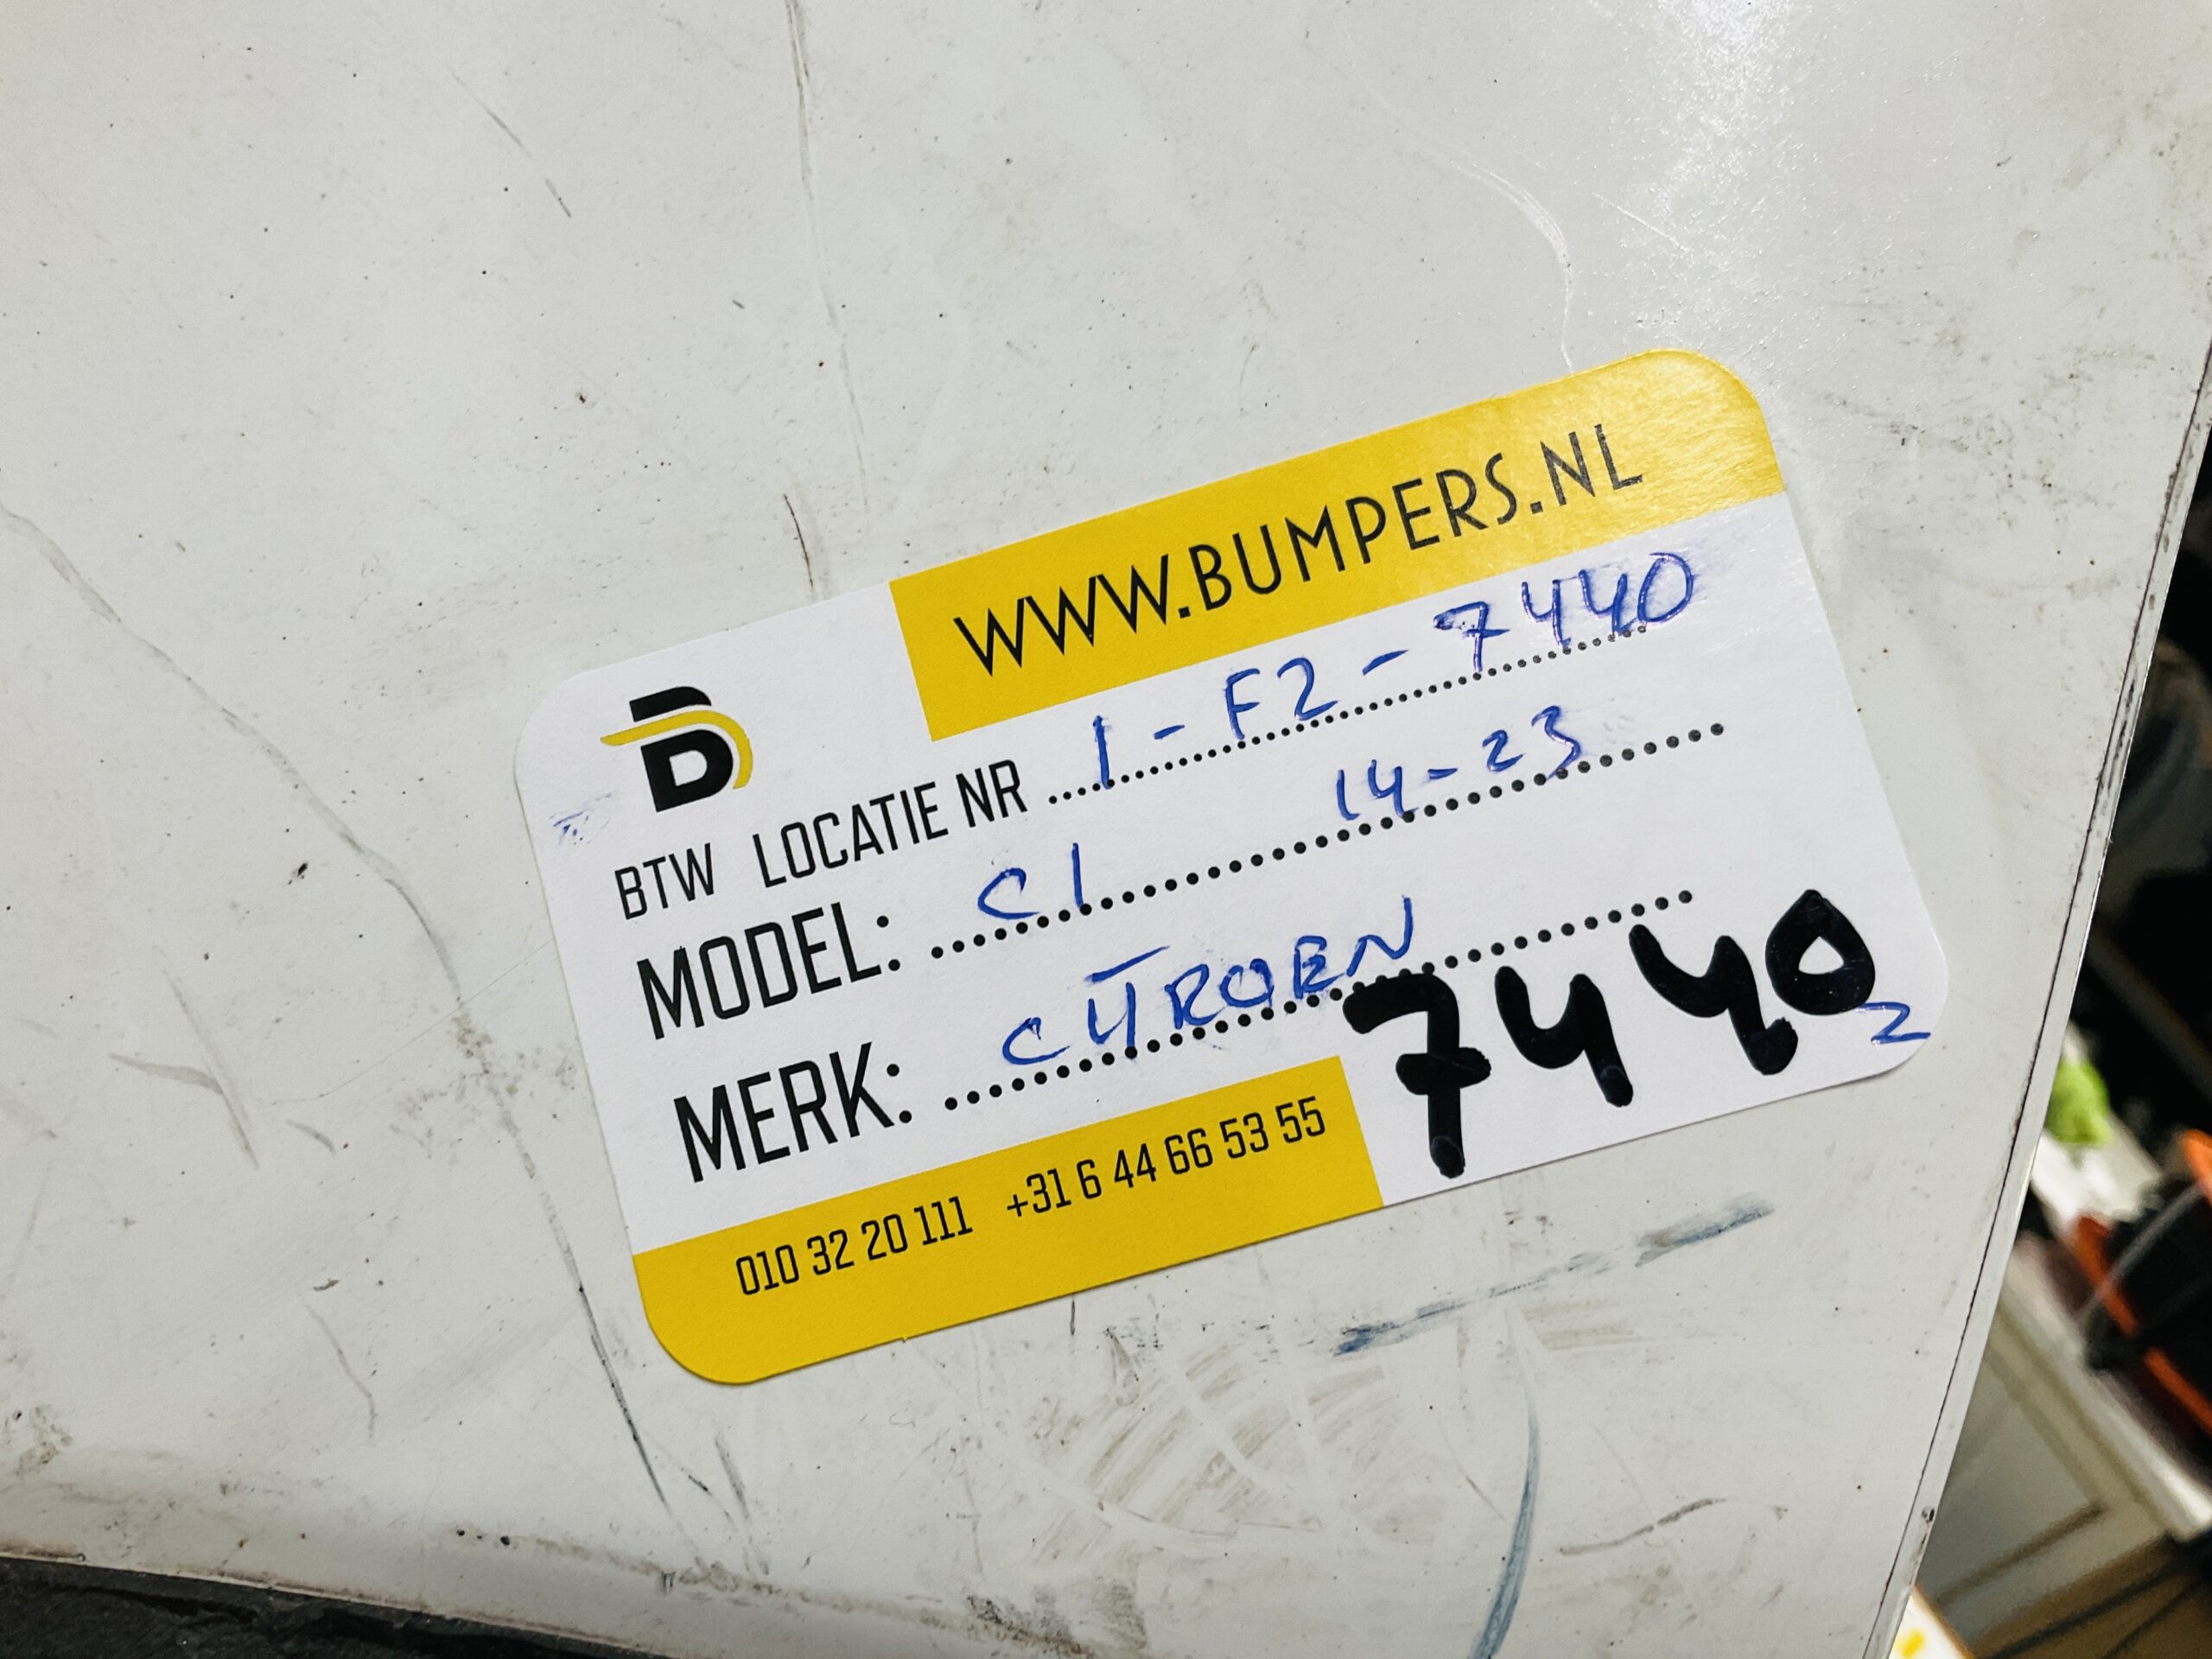 WWW.BUMPERS.NL
B
BTW LOCATIE NR 1 - F2 - 7440
MODEL: C1 14-23
MERK: CITROEN
7440
2
010 32 20 111 +31 6 44 66 53 55